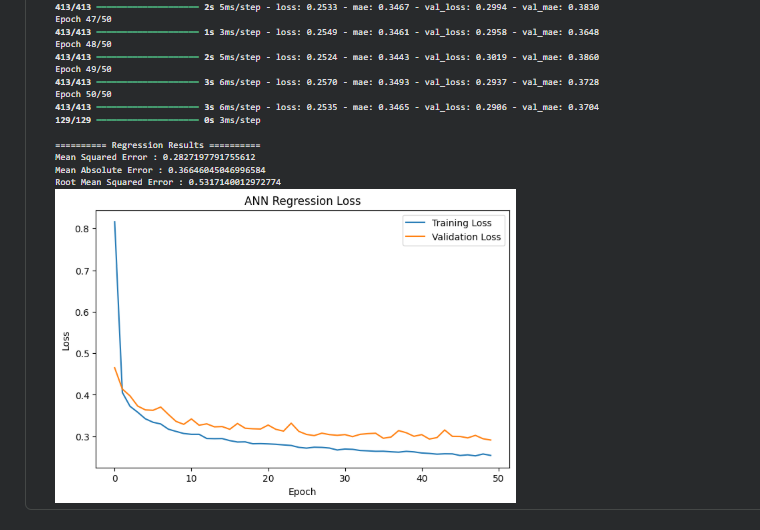 413/413 ━━━━━━━━━━━━━━━━━━━━ 2s 5ms/step - loss: 0.2533 - mae: 0.3467 - val_loss: 0.2994 - val_mae: 0.3830
Epoch 47/50
413/413 ━━━━━━━━━━━━━━━━━━━━ 1s 3ms/step - loss: 0.2549 - mae: 0.3461 - val_loss: 0.2958 - val_mae: 0.3648
Epoch 48/50
413/413 ━━━━━━━━━━━━━━━━━━━━ 2s 5ms/step - loss: 0.2524 - mae: 0.3443 - val_loss: 0.3019 - val_mae: 0.3860
Epoch 49/50
413/413 ━━━━━━━━━━━━━━━━━━━━ 3s 6ms/step - loss: 0.2570 - mae: 0.3493 - val_loss: 0.2937 - val_mae: 0.3728
Epoch 50/50
413/413 ━━━━━━━━━━━━━━━━━━━━ 3s 6ms/step - loss: 0.2535 - mae: 0.3465 - val_loss: 0.2906 - val_mae: 0.3704
129/129 ━━━━━━━━━━━━━━━━━━━━ 0s 3ms/step
========== Regression Results ==========
Mean Squared Error : 0.2827197791755612
Mean Absolute Error : 0.36646045046996584
Root Mean Squared Error : 0.5317140012972774
ANN Regression Loss
Training Loss
Validation Loss
0.8
0.7
0.6
0.5
0.4
0.3
Loss
0 10 20 30 40 50
Epoch